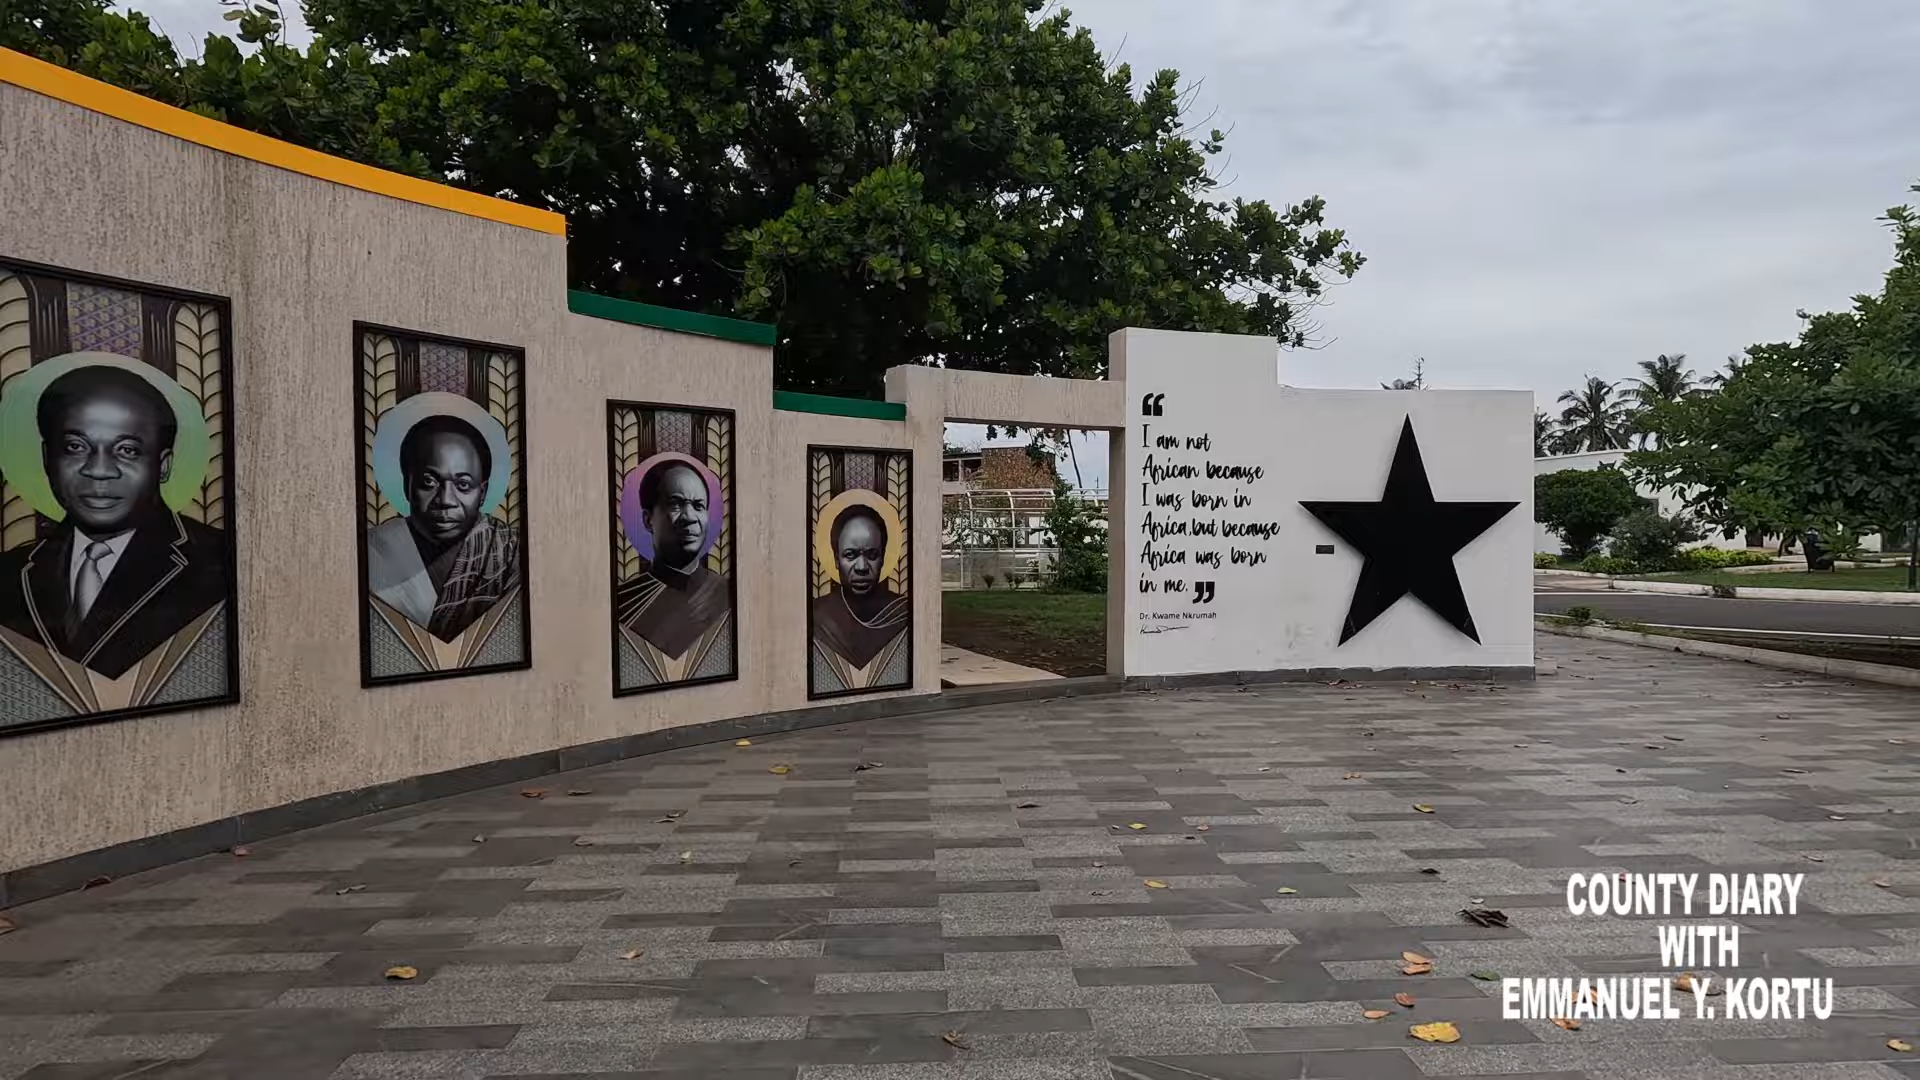 “
I am not
African because
I was born in
Africa, but because
Africa was born
in me. ”
Dr. Kwame Nkrumah
COUNTY DIARY
WITH
EMMANUEL Y. KORTU